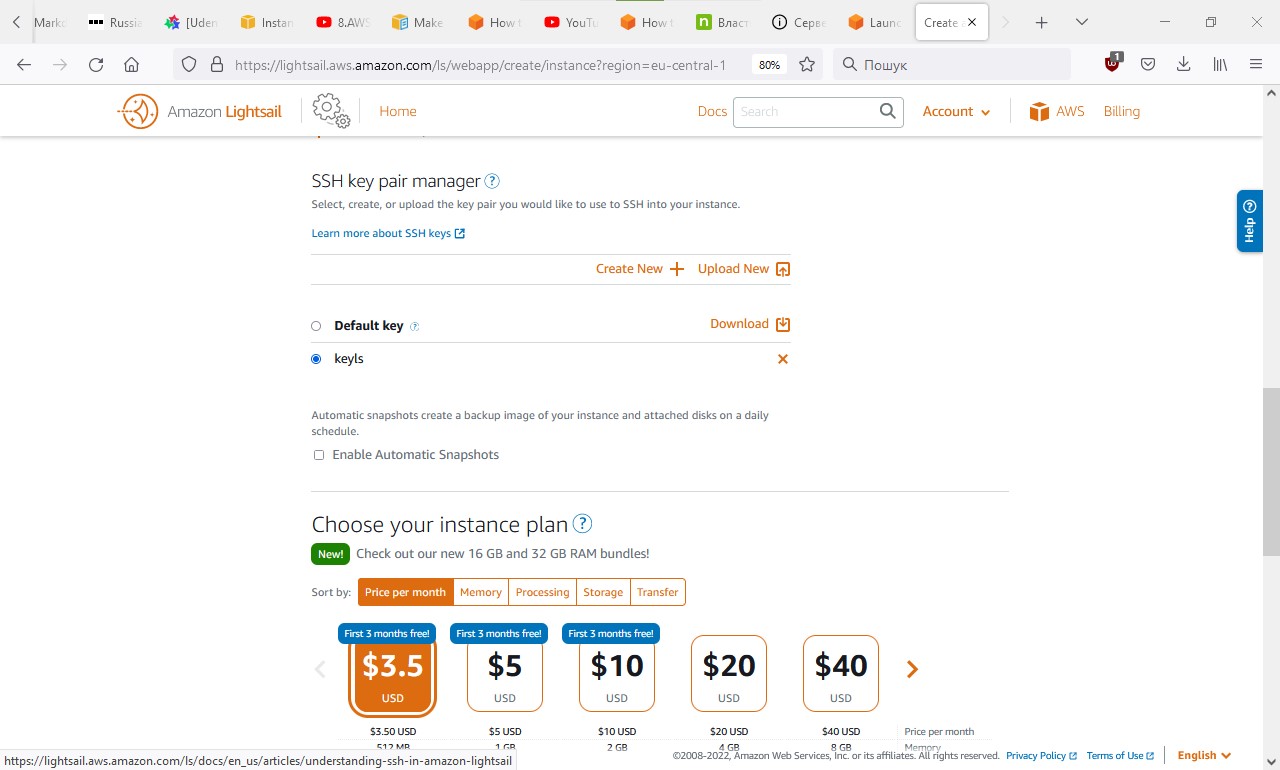 Marko Russia [Uden Instan 8.AWS Make How t YouTu How t Власт Серве Launc Create
https://lightsail.aws.amazon.com/ls/webapp/create/instance?region=eu-central-1 80% Пошук 1
Amazon Lightsail Home Docs Search Account AWS Billing
SSH key pair manager ?
Select, create, or upload the key pair you would like to use to SSH into your instance.
Help ?
Learn more about SSH keys
Create New + Upload New
Default key ? Download
keyls
Automatic snapshots create a backup image of your instance and attached disks on a daily
schedule.
Enable Automatic Snapshots
Choose your instance plan ?
New! Check out our new 16 GB and 32 GB RAM bundles!
Sort by: Price per month Memory Processing Storage Transfer
First 3 months free! First 3 months free! First 3 months free!
$3.5 $5 $10 $20 $40
USD USD USD USD USD
$3.50 USD $5 USD $10 USD $20 USD $40 USD Price per month
512 MB 1 GB 2 GB 4 GB 8 GB Memory
©2008-2022, Amazon Web Services, Inc. or its affiliates. All rights reserved. Privacy Policy Terms of Use English
https://lightsail.aws.amazon.com/ls/docs/en_us/articles/understanding-ssh-in-amazon-lightsail